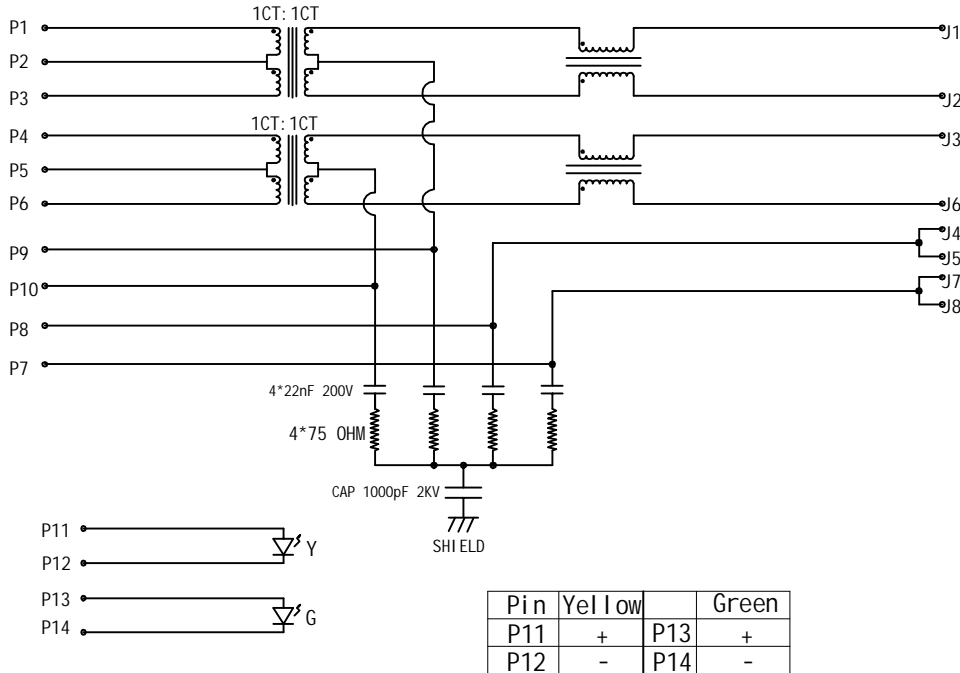 1CT:1CT
P1
J1
P2
P3
J2
1CT:1CT
P4
J3
P5
P6
J6
J4
P9
J5
J7
P10
J8
P8
P7
4*22nF 200V
4*75 OHM
CAP 1000pF 2KV
SHIELD
P11
Y
P12
P13
G
P14
Pin Yellow Green
P11 + P13 +
P12 - P14 -